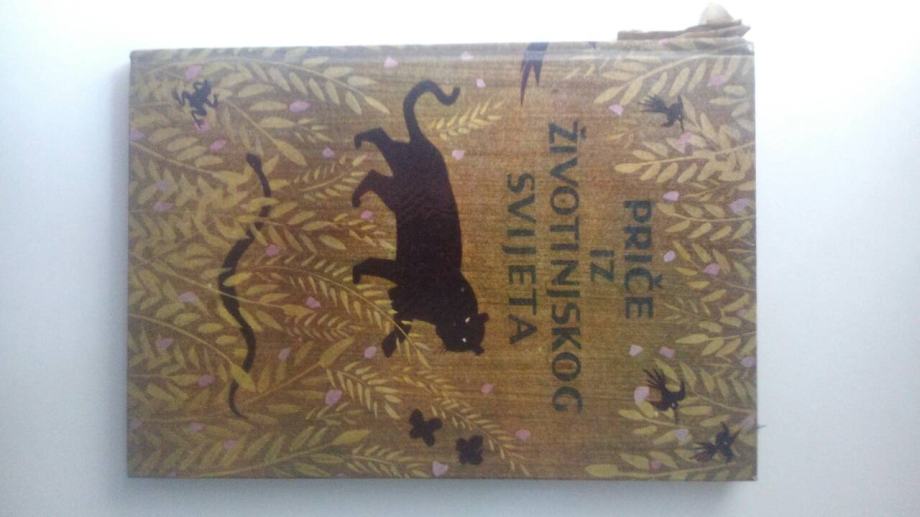 PRIČE
IZ
ŽIVOTINJSKOG
SVIJETA